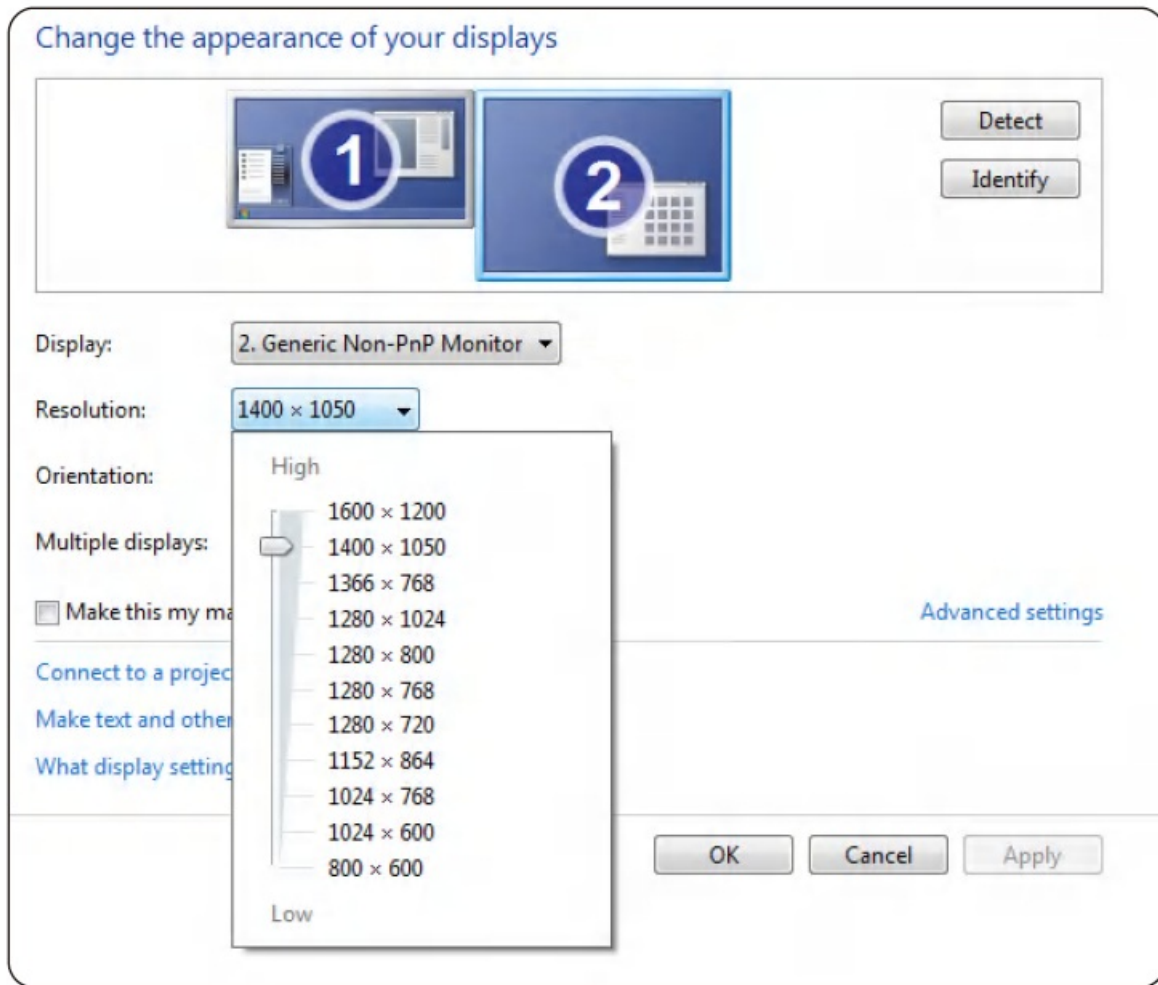 Change the appearance of your displays
1
2
Detect
Identify
Display:
2. Generic Non-PnP Monitor
Resolution:
1400 × 1050
High
Orientation:
1600 × 1200
Multiple displays:
1400 × 1050
1366 × 768
Make this my ma
1280 × 1024
Advanced settings
1280 × 800
Connect to a projec
1280 × 768
Make text and other
1280 × 720
What display setting
1152 × 864
1024 × 768
1024 × 600
800 × 600
Low
OK
Cancel
Apply